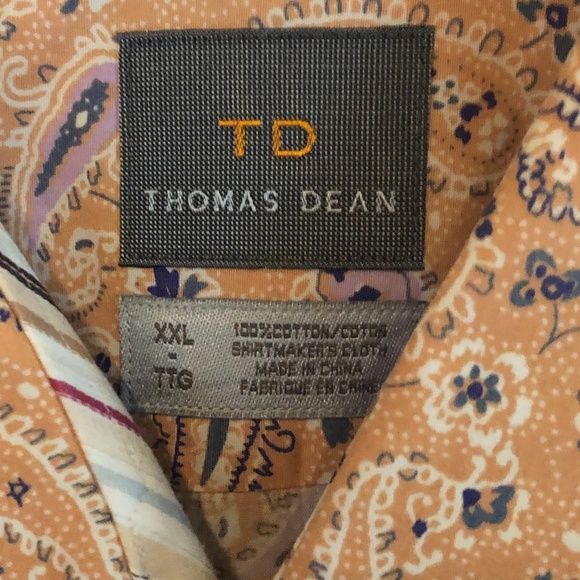 TD
THOMAS DEAN
XXL
-
TTG
100% COTTON/COTON
SHIRTMAKER'S CLOTH
MADE IN CHINA
FABRIQUE EN CHINE